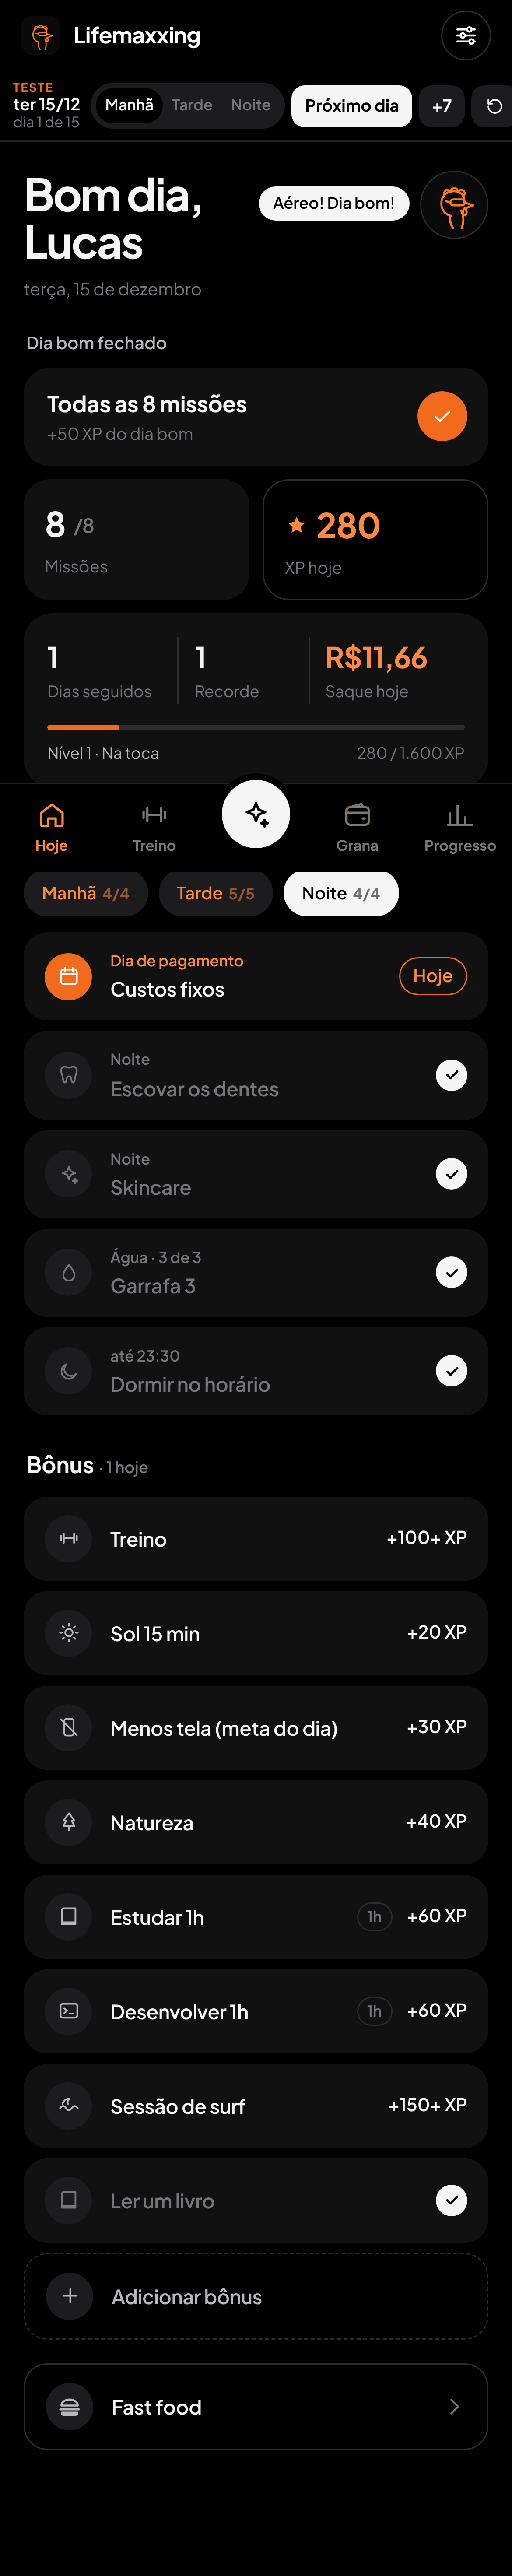 Lifemaxxing
TESTE
ter 15/12
dia 1 de 15
Manhã Tarde Noite
Próximo dia
+7
Bom dia,
Lucas
Aéreo! Dia bom!
terça, 15 de dezembro
Dia bom fechado
Todas as 8 missões
+50 XP do dia bom
8 /8
Missões
280
XP hoje
1
Dias seguidos
1
Recorde
R$11,66
Saque hoje
Nível 1 · Na toca
280 / 1.600 XP
Hoje
Treino
Grana
Progresso
Manhã 4/4
Tarde 5/5
Noite 4/4
Dia de pagamento
Custos fixos
Hoje
Noite
Escovar os dentes
Noite
Skincare
Água · 3 de 3
Garrafa 3
até 23:30
Dormir no horário
Bônus · 1 hoje
Treino
+100+ XP
Sol 15 min
+20 XP
Menos tela (meta do dia)
+30 XP
Natureza
+40 XP
Estudar 1h
1h
+60 XP
Desenvolver 1h
1h
+60 XP
Sessão de surf
+150+ XP
Ler um livro
Adicionar bônus
Fast food